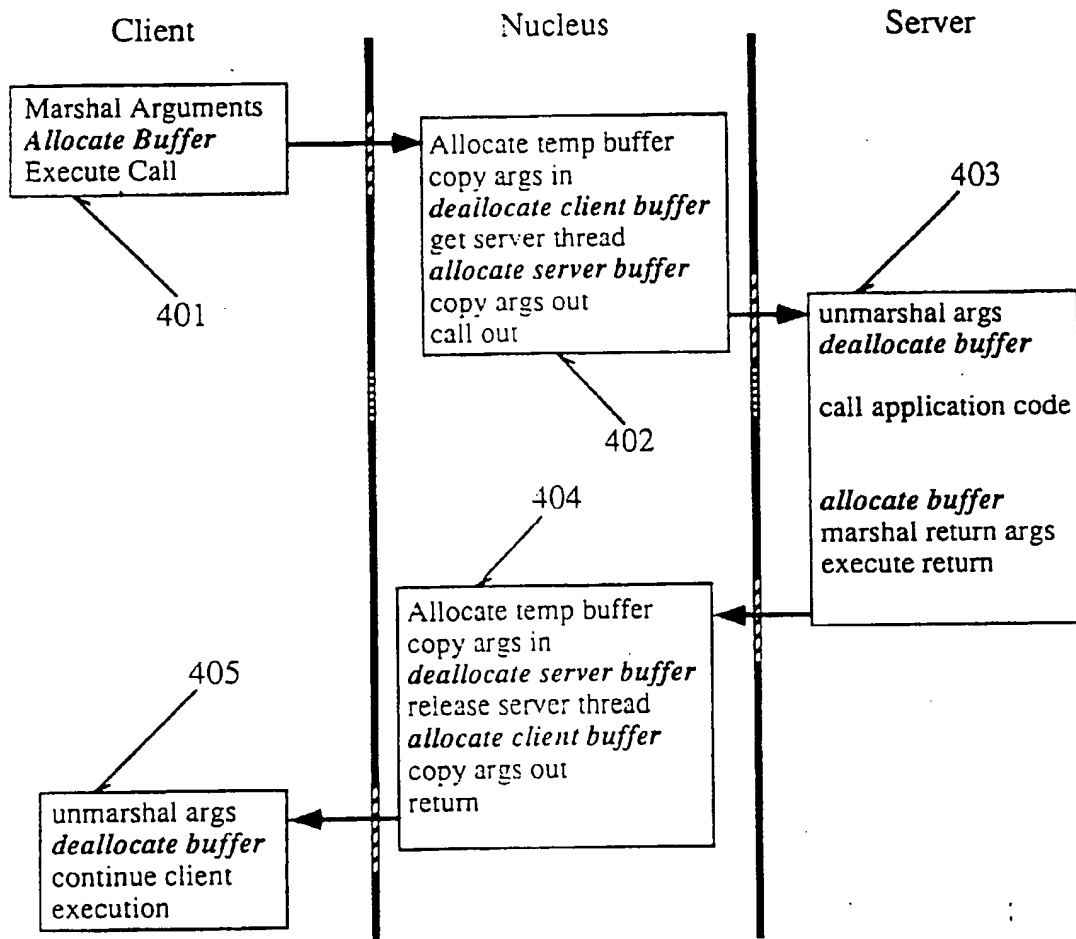 Client
Nucleus
Server
Marshal Arguments
Allocate Buffer
Execute Call
401
Allocate temp buffer
copy args in
deallocate client buffer
get server thread
allocate server buffer
copy args out
call out
402
403
unmarshal args
deallocate buffer
call application code
allocate buffer
marshal return args
execute return
404
Allocate temp buffer
copy args in
deallocate server buffer
release server thread
allocate client buffer
copy args out
return
405
unmarshal args
deallocate buffer
continue client
execution